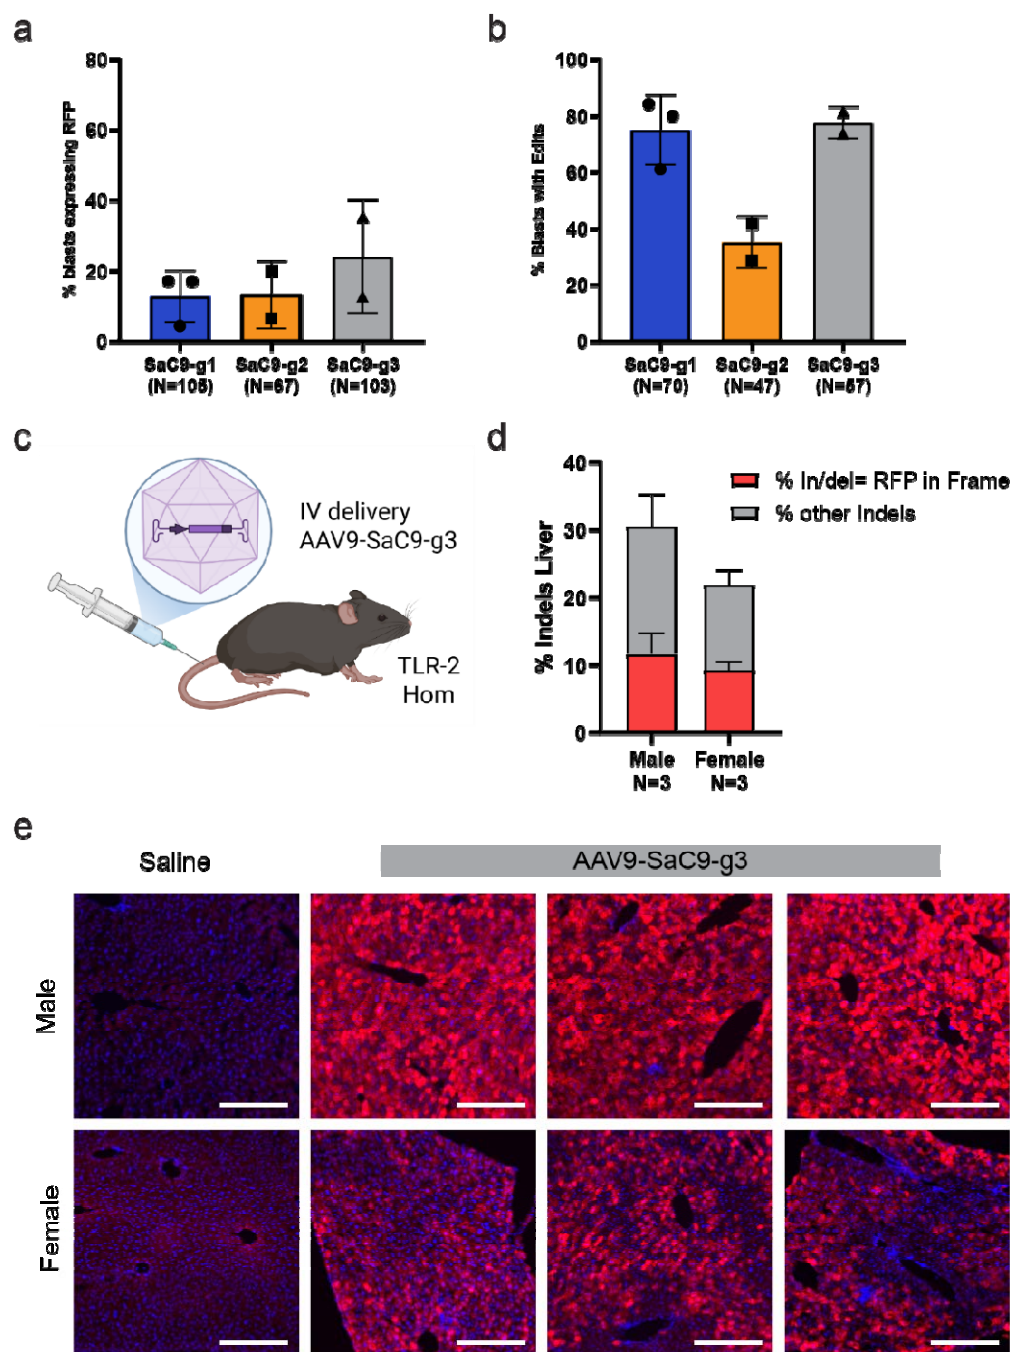 a
80
60
40
20
0
% blasts expressing RFP
SaC9-g1
(N=105)
SaC9-g2
(N=67)
SaC9-g3
(N=103)
b
100
80
60
40
20
0
% Blasts with Edits
SaC9-g1
(N=70)
SaC9-g2
(N=47)
SaC9-g3
(N=57)
c
IV delivery
AAV9-SaC9-g3
TLR-2
Hom
d
40
30
20
10
0
% Indels Liver
% In/del= RFP in Frame
% other Indels
Male
N=3
Female
N=3
e
Saline
AAV9-SaC9-g3
Male
Female